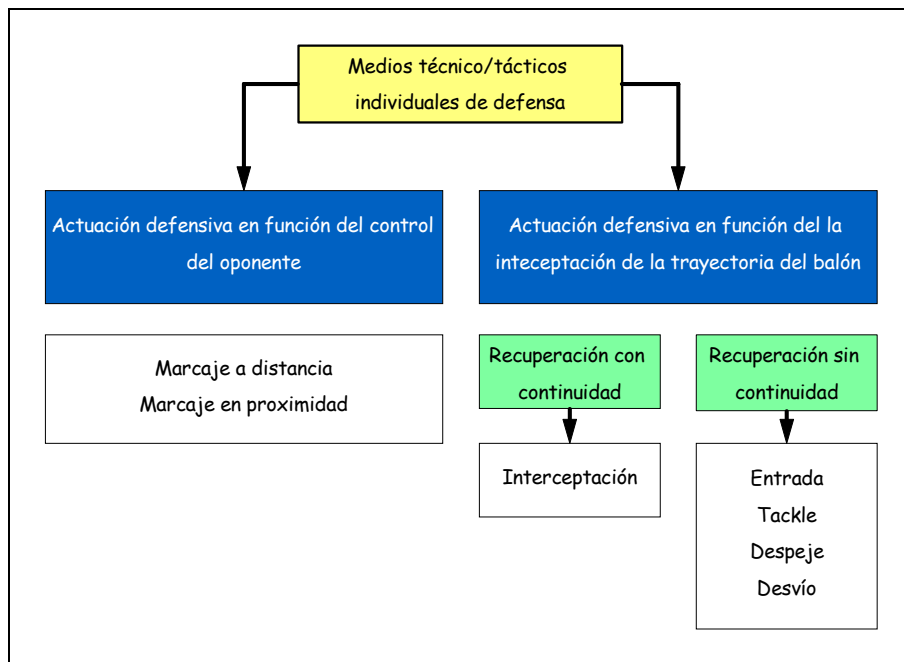 Medios técnico/tácticos
individuales de defensa
Actuación defensiva en función del control
del oponente
Actuación defensiva en función del la
inteceptación de la trayectoria del balón
Marcaje a distancia
Marcaje en proximidad
Recuperación con
continuidad
Recuperación sin
continuidad
Interceptación
Entrada
Tackle
Despeje
Desvío